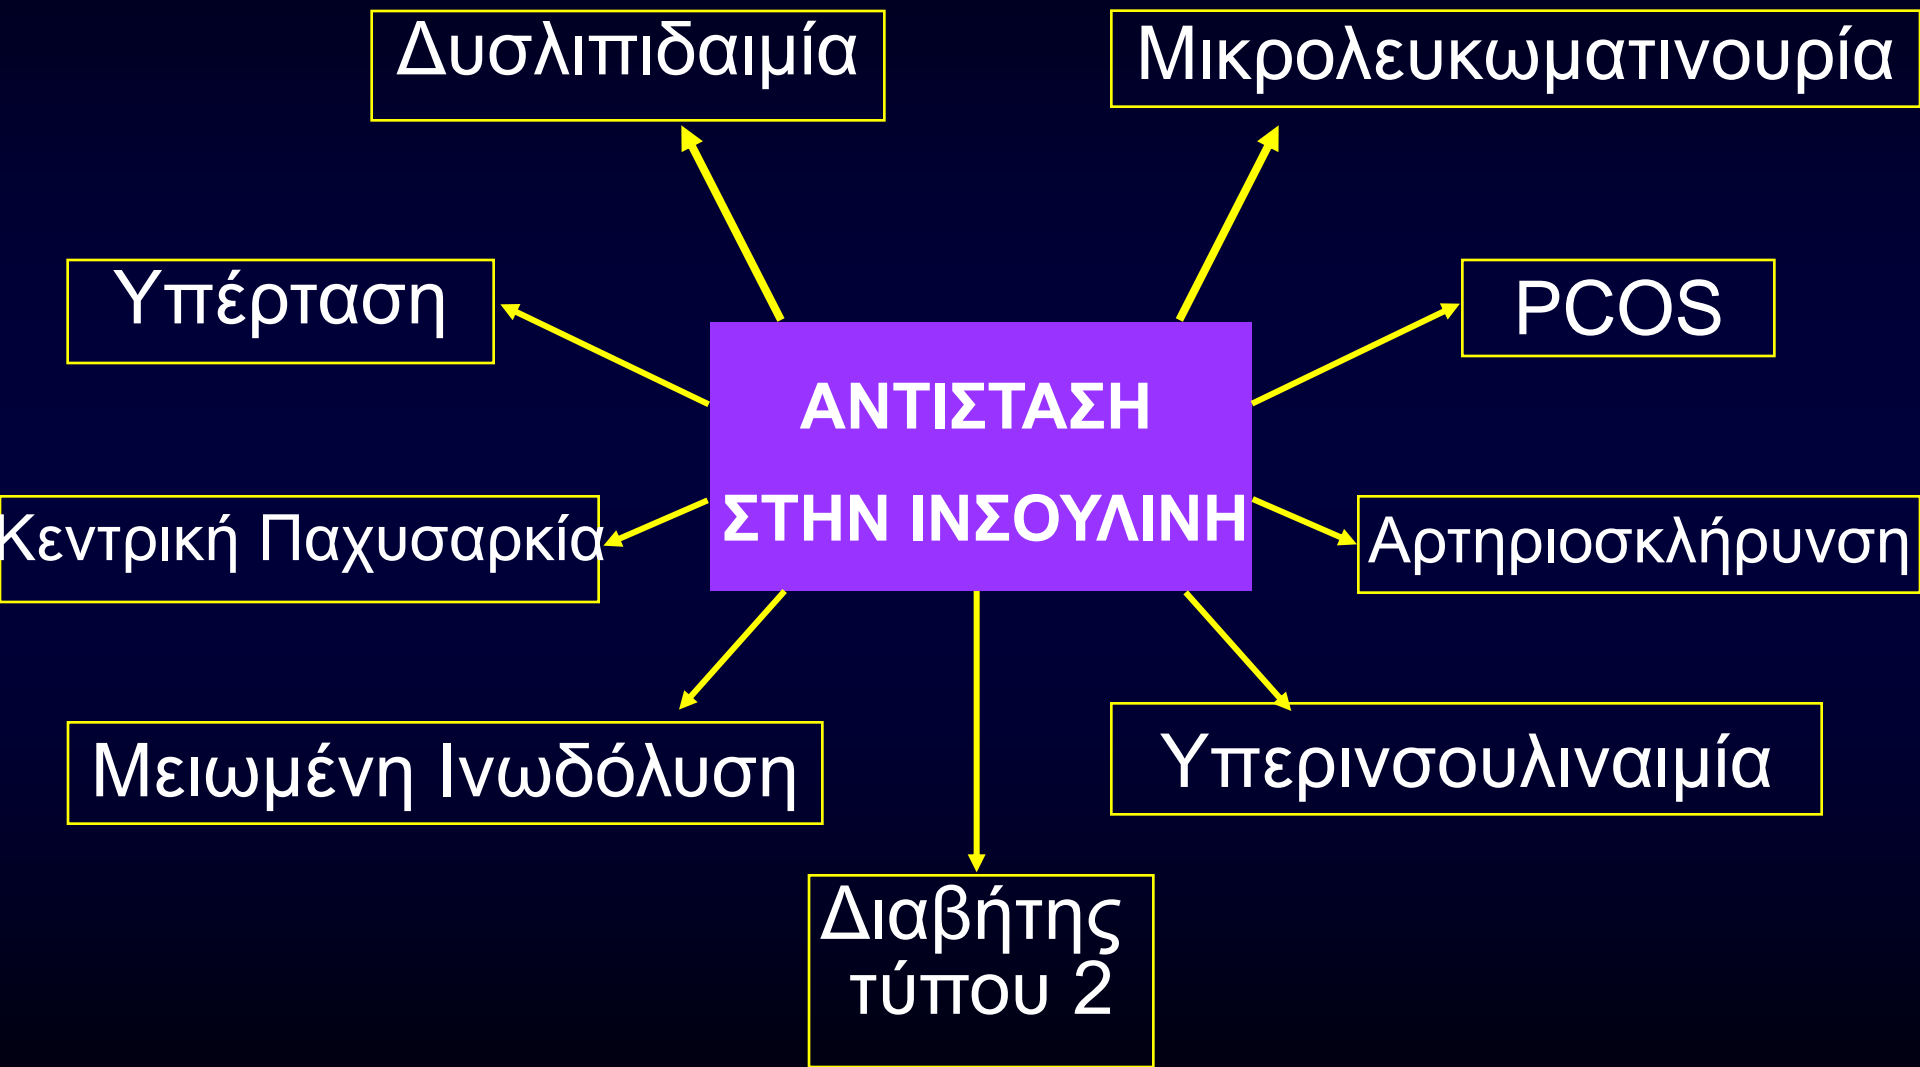 Δυσλιπιδαιμία
Μικρολευκωματινουρία
Υπέρταση
PCOS
ΑΝΤΙΣΤΑΣΗ
ΣΤΗΝ ΙΝΣΟΥΛΙΝΗ
Κεντρική Παχυσαρκία
Αρτηριοσκλήρυνση
Μειωμένη Ινωδόλυση
Υπερινσουλιναιμία
Διαβήτης
τύπου 2